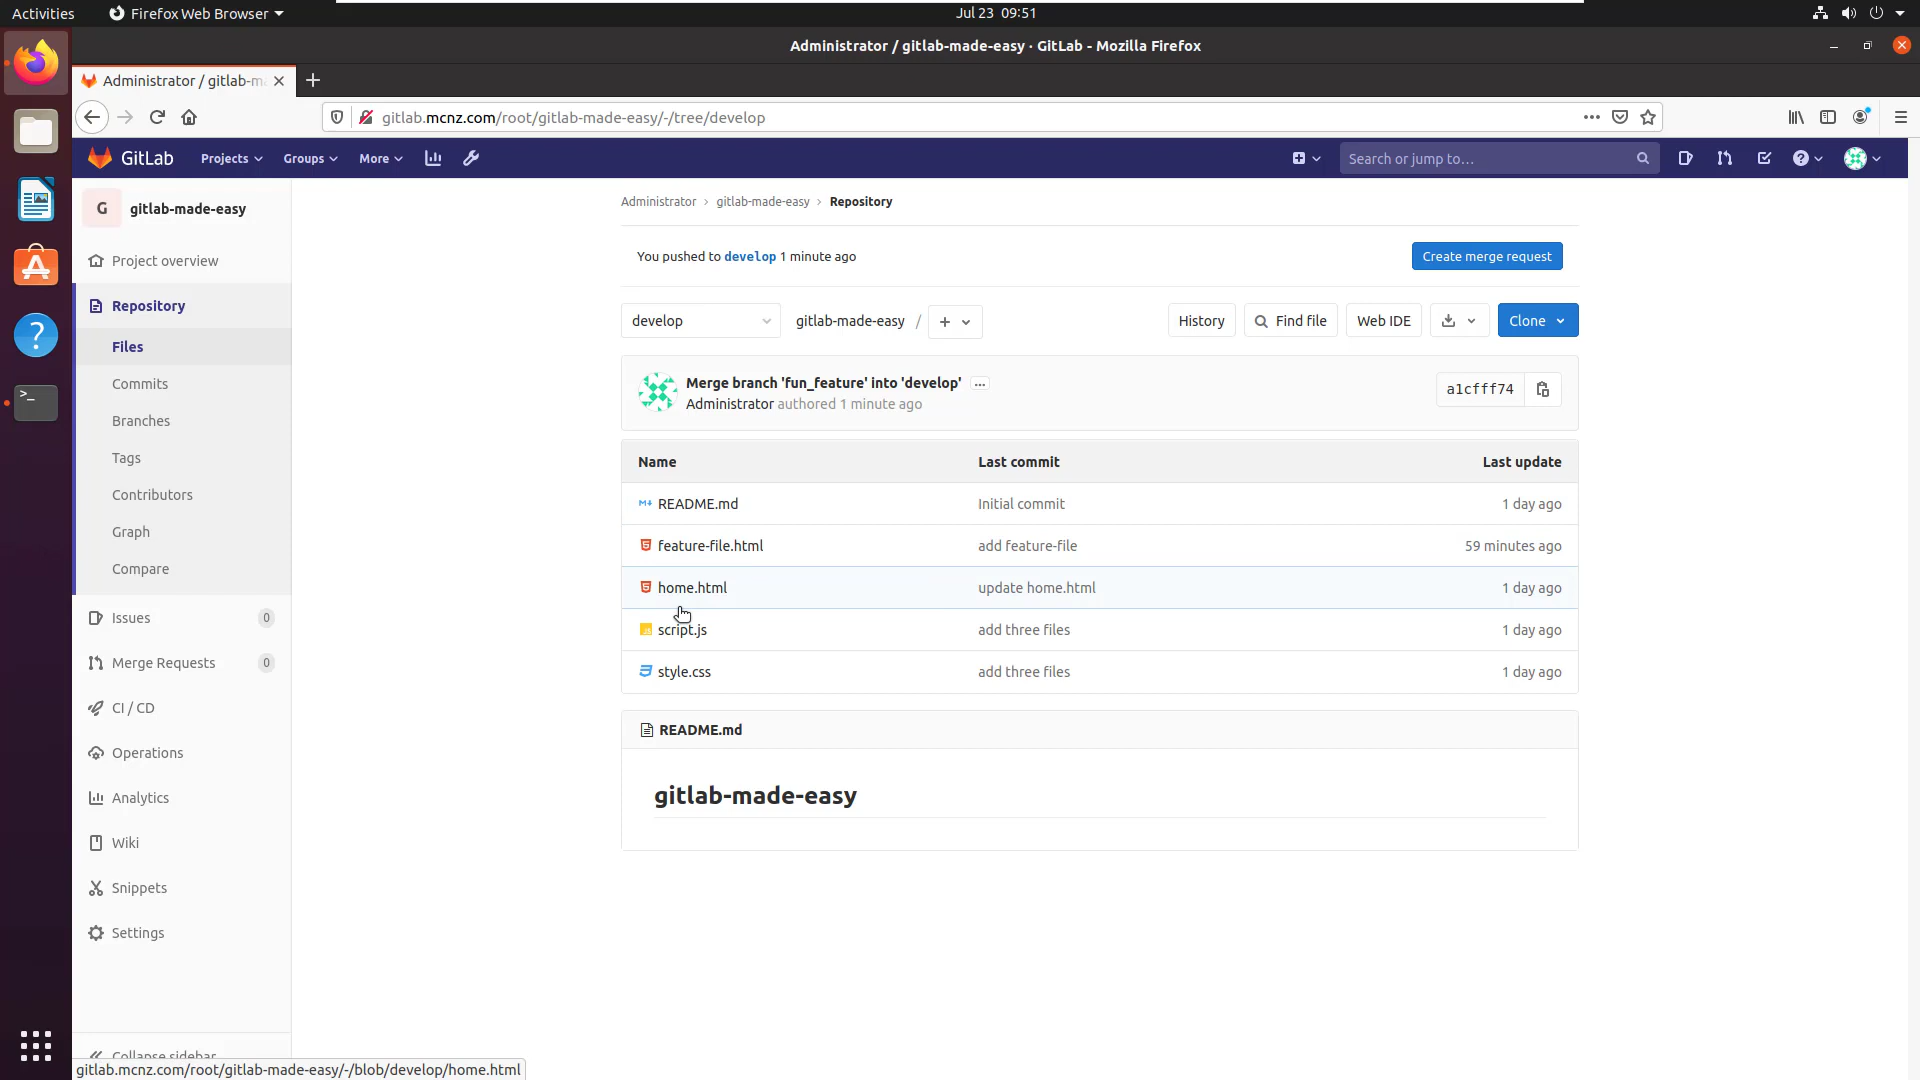 Activities
Firefox Web Browser
Jul 23 09:51
Administrator / gitlab-made-easy · GitLab - Mozilla Firefox
Administrator / gitlab-ma
gitlab.mcnz.com/root/gitlab-made-easy/-/tree/develop
GitLab
Projects
Groups
More
Search or jump to…
G
gitlab-made-easy
Project overview
Repository
Files
Commits
Branches
Tags
Contributors
Graph
Compare
Issues 0
Merge Requests 0
CI / CD
Operations
Analytics
Wiki
Snippets
Settings
Collapse sidebar
Administrator › gitlab-made-easy › Repository
You pushed to develop 1 minute ago
Create merge request
develop
gitlab-made-easy / +
History
Find file
Web IDE
Clone
Merge branch 'fun_feature' into 'develop' ...
Administrator authored 1 minute ago
a1cfff74
Name Last commit Last update
README.md Initial commit 1 day ago
feature-file.html add feature-file 59 minutes ago
home.html update home.html 1 day ago
script.js add three files 1 day ago
style.css add three files 1 day ago
README.md
gitlab-made-easy
gitlab.mcnz.com/root/gitlab-made-easy/-/blob/develop/home.html